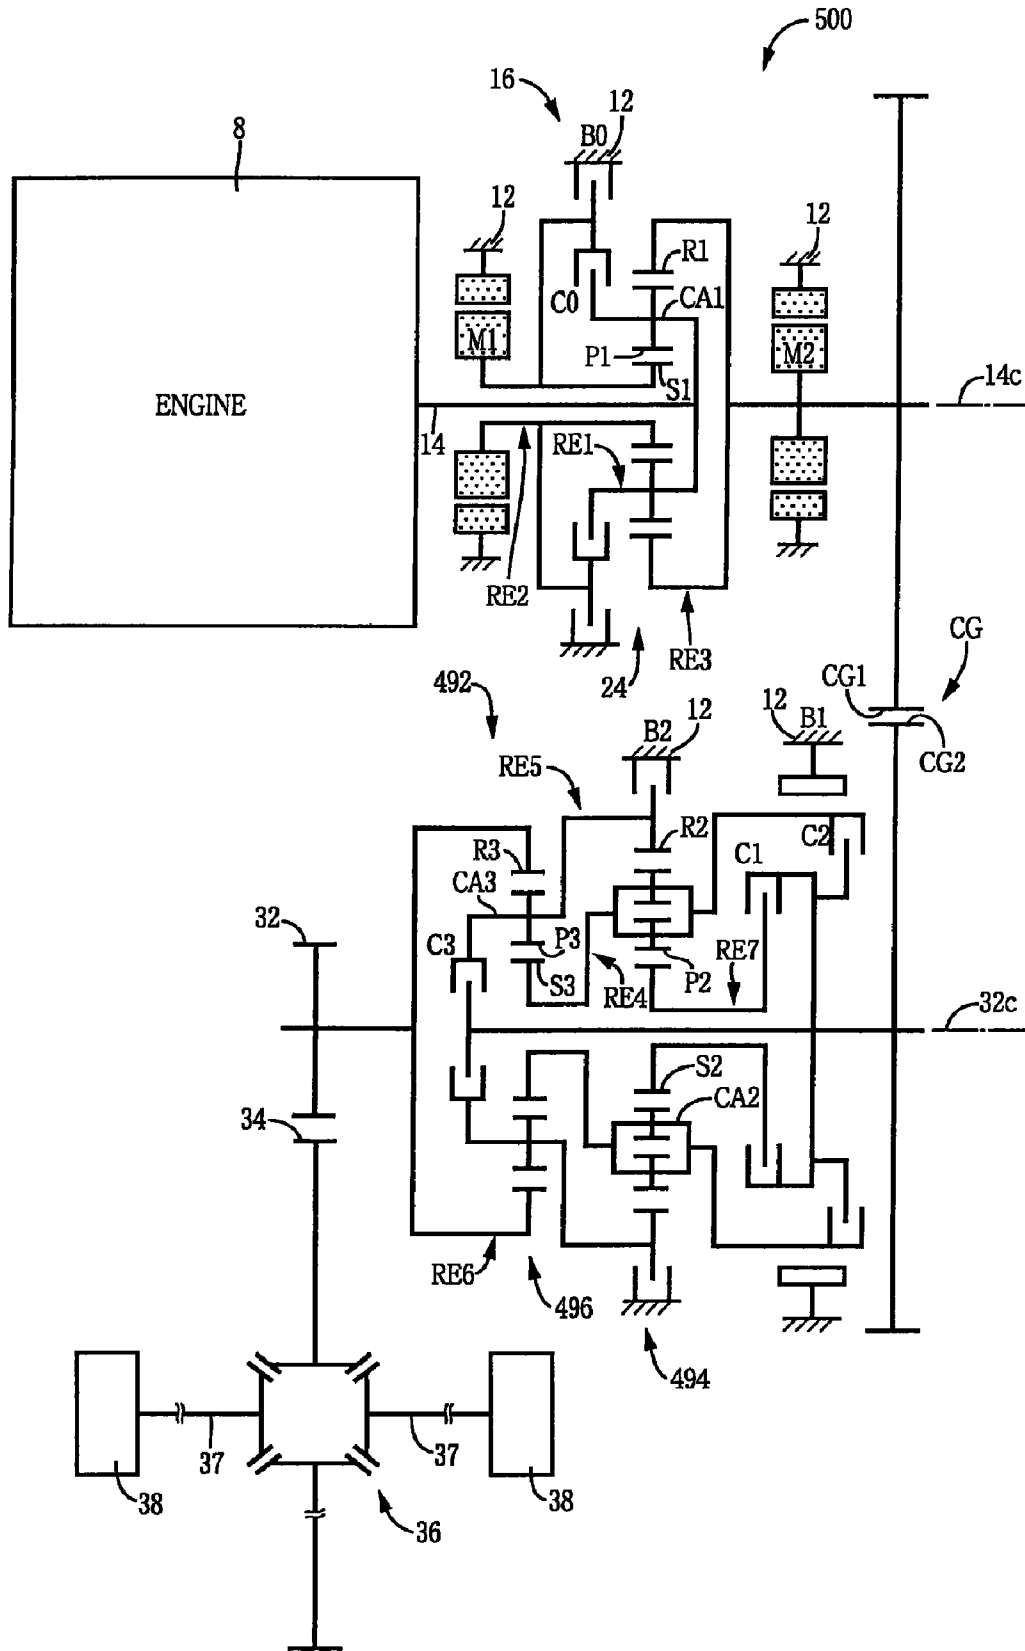 500
16
12
B0
8
12
12
R1
C0
CA1
M1
P1
M2
S1
14c
ENGINE
14
RE1
RE2
RE3
24
CG
492
CG1
12
B2
12
B1
CG2
RE5
R2
C2
R3
C1
CA3
32
C3
P3
RE7
S3
RE4
P2
32c
S2
CA2
34
RE6
496
494
37
37
38
38
36